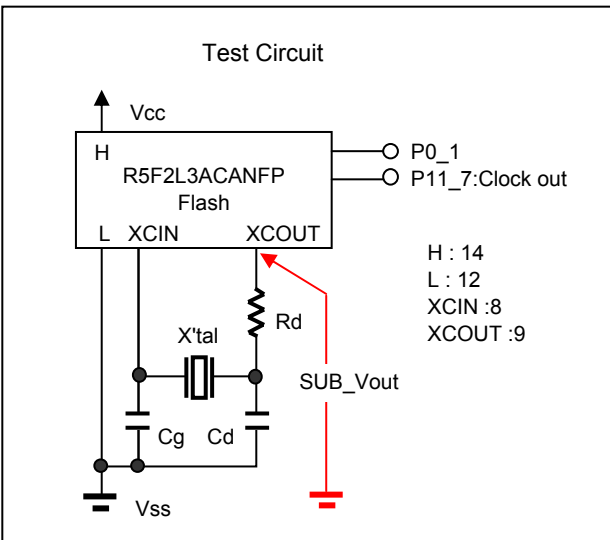 Test Circuit
Vcc
H
R5F2L3ACANFP
Flash
L XCIN XCOUT
P0_1
P11_7:Clock out
H : 14
L : 12
XCIN :8
XCOUT :9
X'tal
Rd
SUB_Vout
Cg Cd
Vss